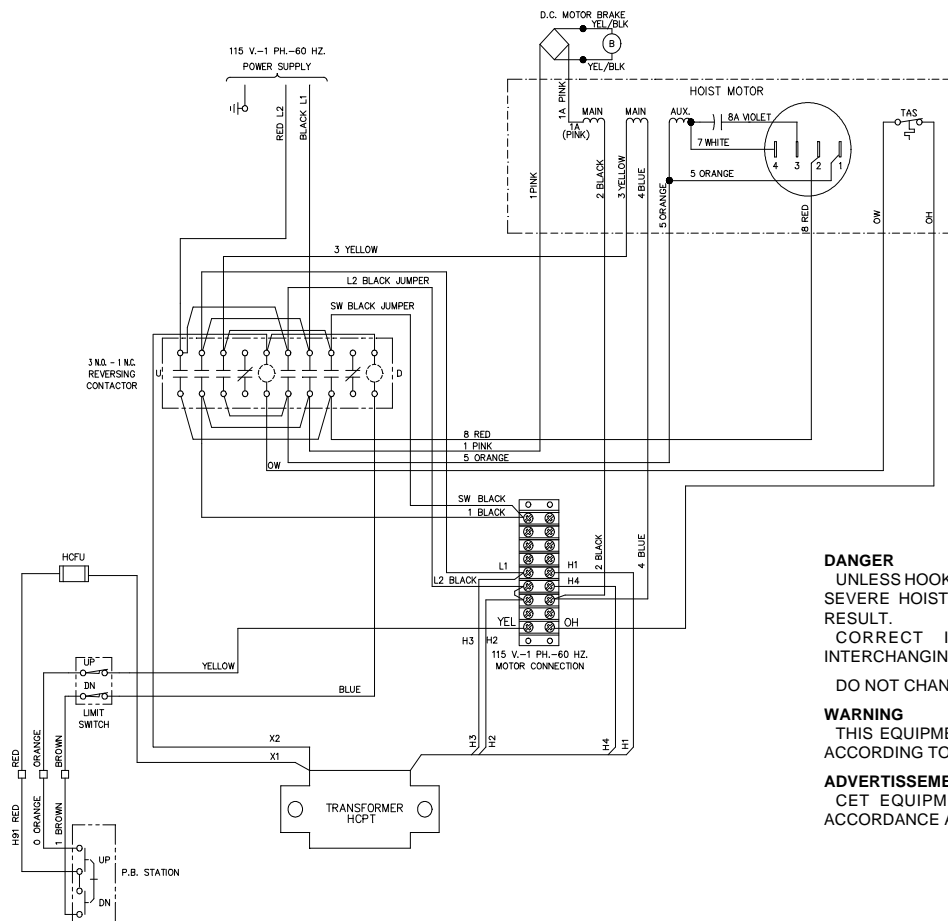 D.C. MOTOR BRAKE
YEL/BLK
B
YEL/BLK
115 V.-1 PH.-60 HZ.
POWER SUPPLY
RED L2
BLACK L1
HOIST MOTOR
1A PINK
MAIN
1A
(PINK)
MAIN
AUX.
8A VIOLET
7 WHITE
4 3 2 1
5 ORANGE
TAS
1 PINK
2 BLACK
3 YELLOW
4 BLUE
5 ORANGE
8 RED
OW
OH
3 YELLOW
L2 BLACK JUMPER
SW BLACK JUMPER
3 N.O. - 1 N.C.
REVERSING
CONTACTOR
U
D
8 RED
1 PINK
5 ORANGE
OW
SW BLACK
1 BLACK
2 BLACK
4 BLUE
HCFU
L1
H1
L2 BLACK
H4
YEL
OH
H3
H2
115 V.-1 PH.-60 HZ.
MOTOR CONNECTION
UP
YELLOW
DN
BLUE
LIMIT
SWITCH
X2
X1
H3
H2
H4
H1
RED
ORANGE
BROWN
H91 RED
0 ORANGE
1 BROWN
TRANSFORMER
HCPT
UP
P.B. STATION
DN
DANGER
UNLESS HOOK
SEVERE HOIST
RESULT.
CORRECT I
INTERCHANGIN
DO NOT CHAN
WARNING
THIS EQUIPME
ACCORDING TO
ADVERTISSEME
CET EQUIPM
ACCORDANCE A